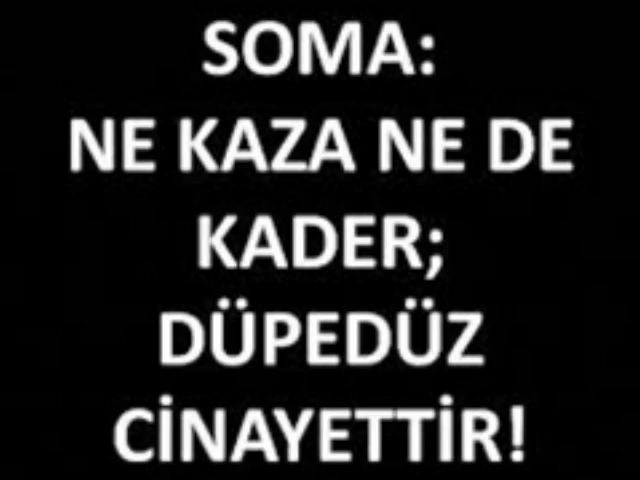 SOMA:
NE KAZA NE DE
KADER;
DÜPEDÜZ
CİNAYETTİR!